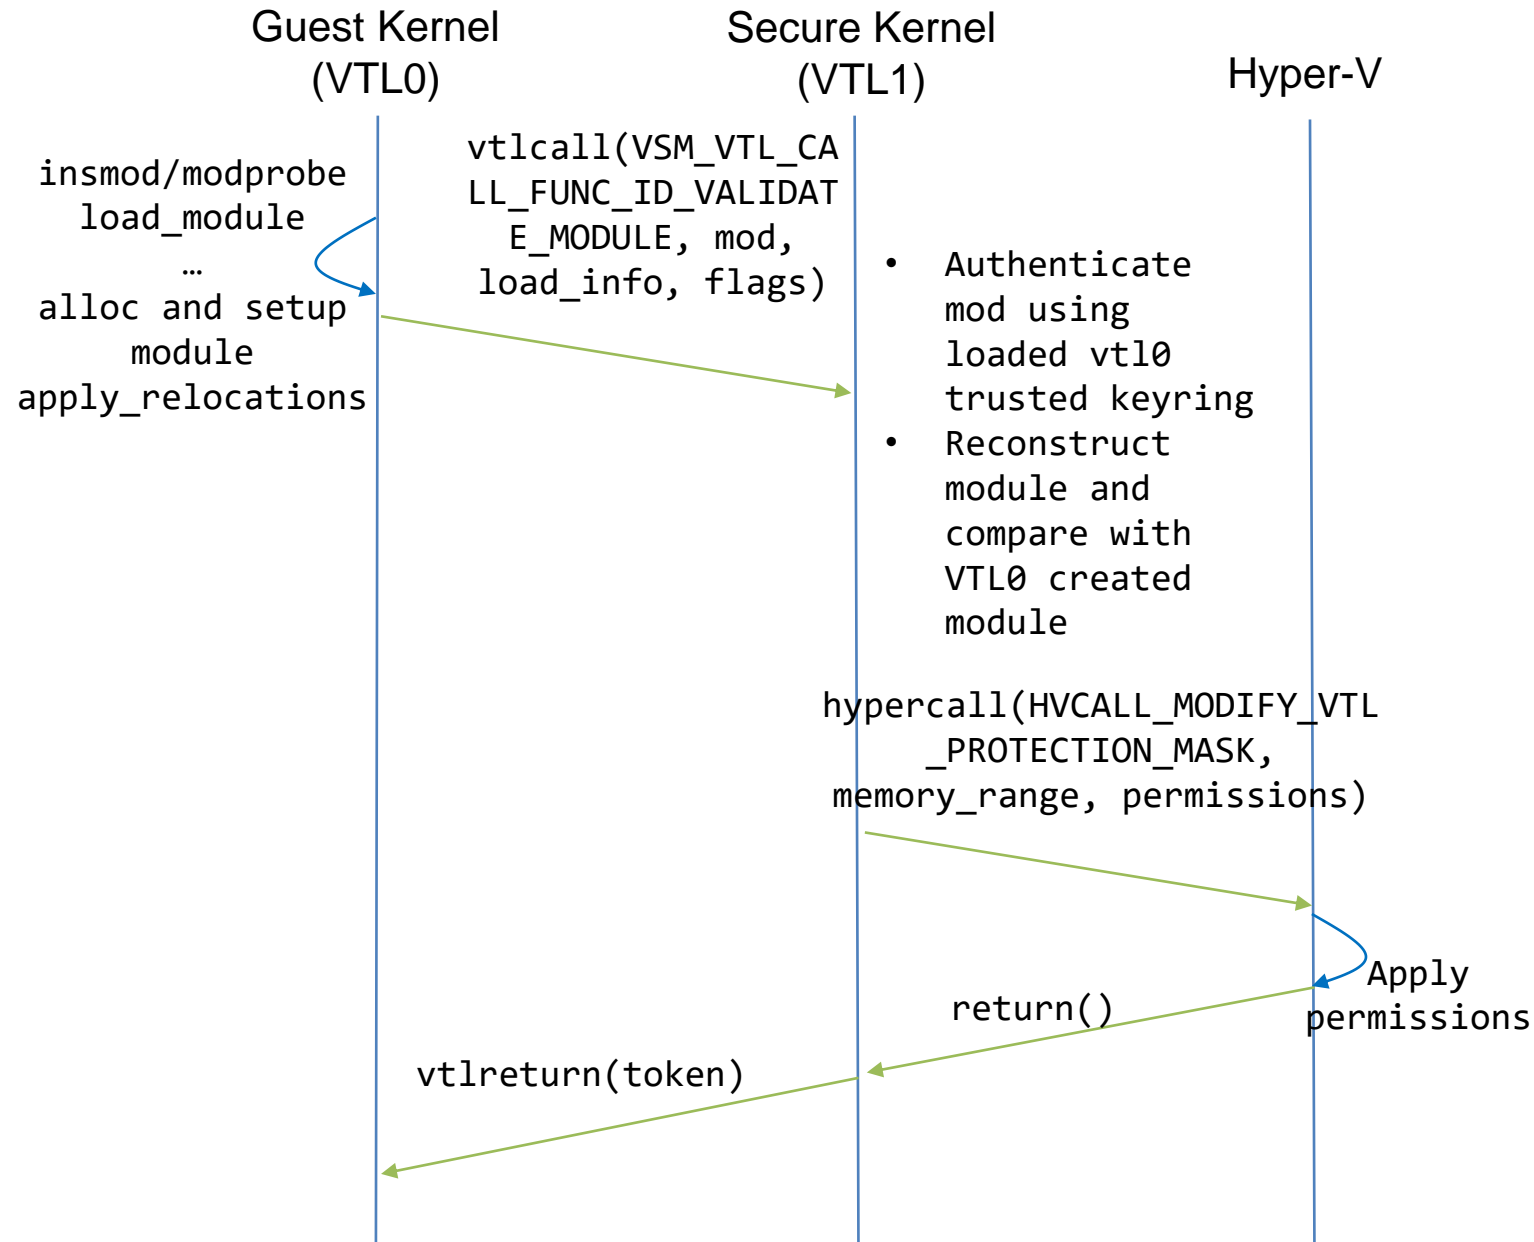 Guest Kernel
(VTL0)
Secure Kernel
(VTL1)
Hyper-V
insmod/modprobe
load_module
…
alloc and setup
module
apply_relocations
vtlcall(VSM_VTL_CA
LL_FUNC_ID_VALIDAT
E_MODULE, mod,
load_info, flags)
• Authenticate
mod using
loaded vtl0
trusted keyring
• Reconstruct
module and
compare with
VTL0 created
module
hypercall(HVCALL_MODIFY_VTL
_PROTECTION_MASK,
memory_range, permissions)
Apply
permissions
return()
vtlreturn(token)